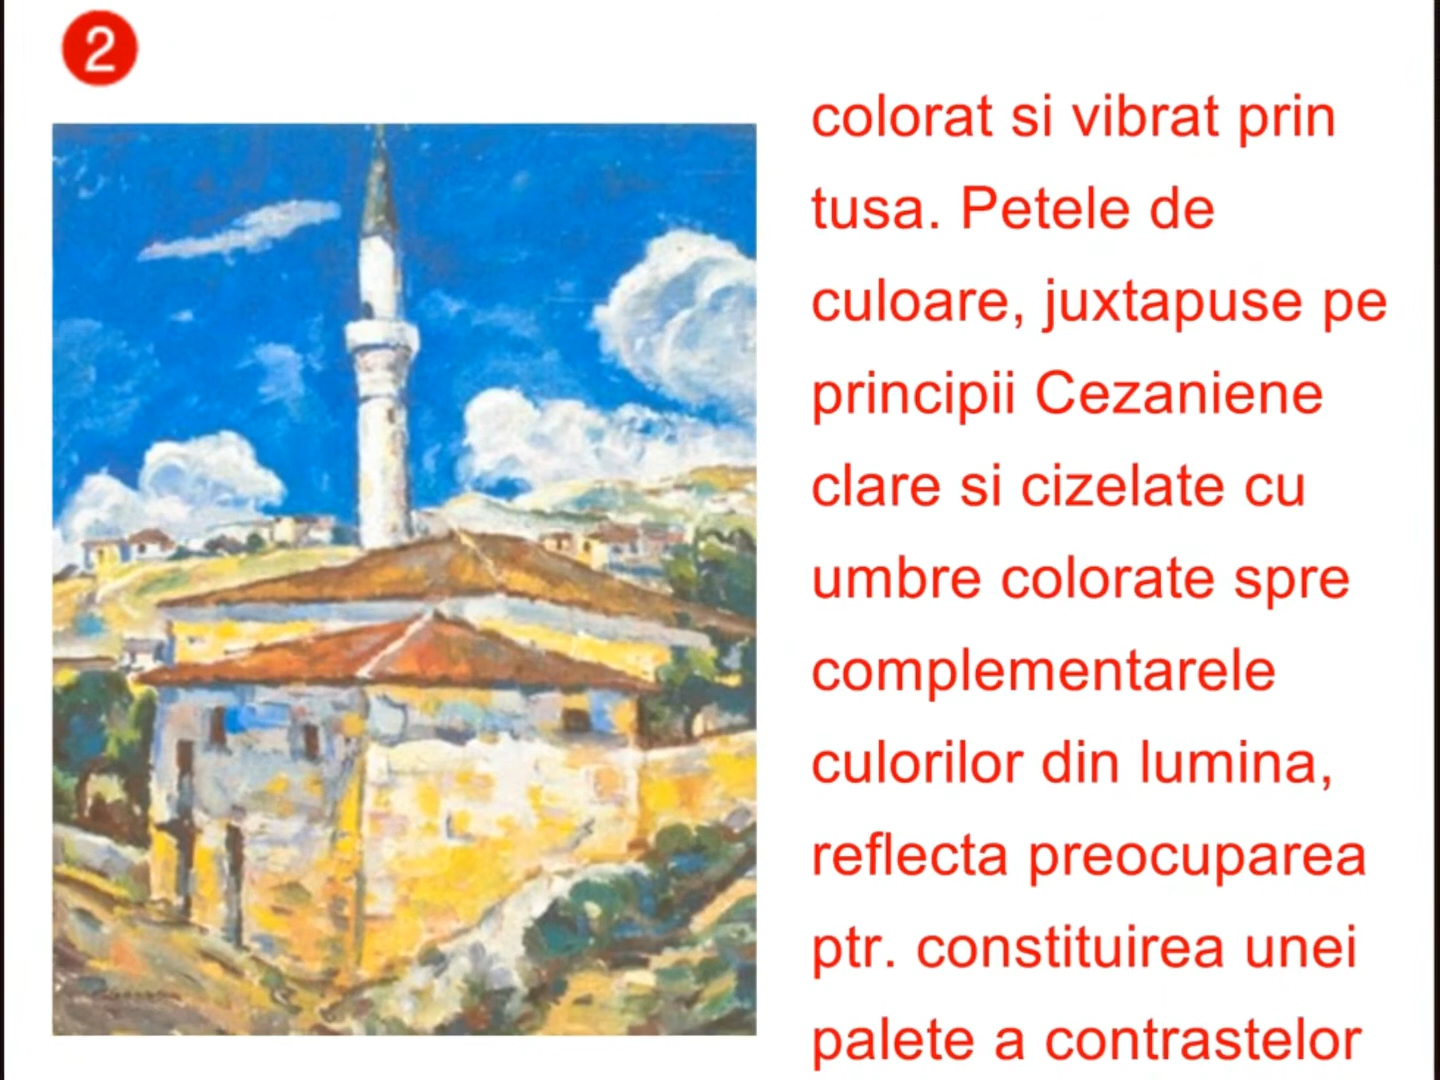 2
colorat si vibrat prin
tusa. Petele de
culoare, juxtapuse pe
principii Cezaniene
clare si cizelate cu
umbre colorate spre
complementarele
culorilor din lumina,
reflecta preocuparea
ptr. constituirea unei
palete a contrastelor